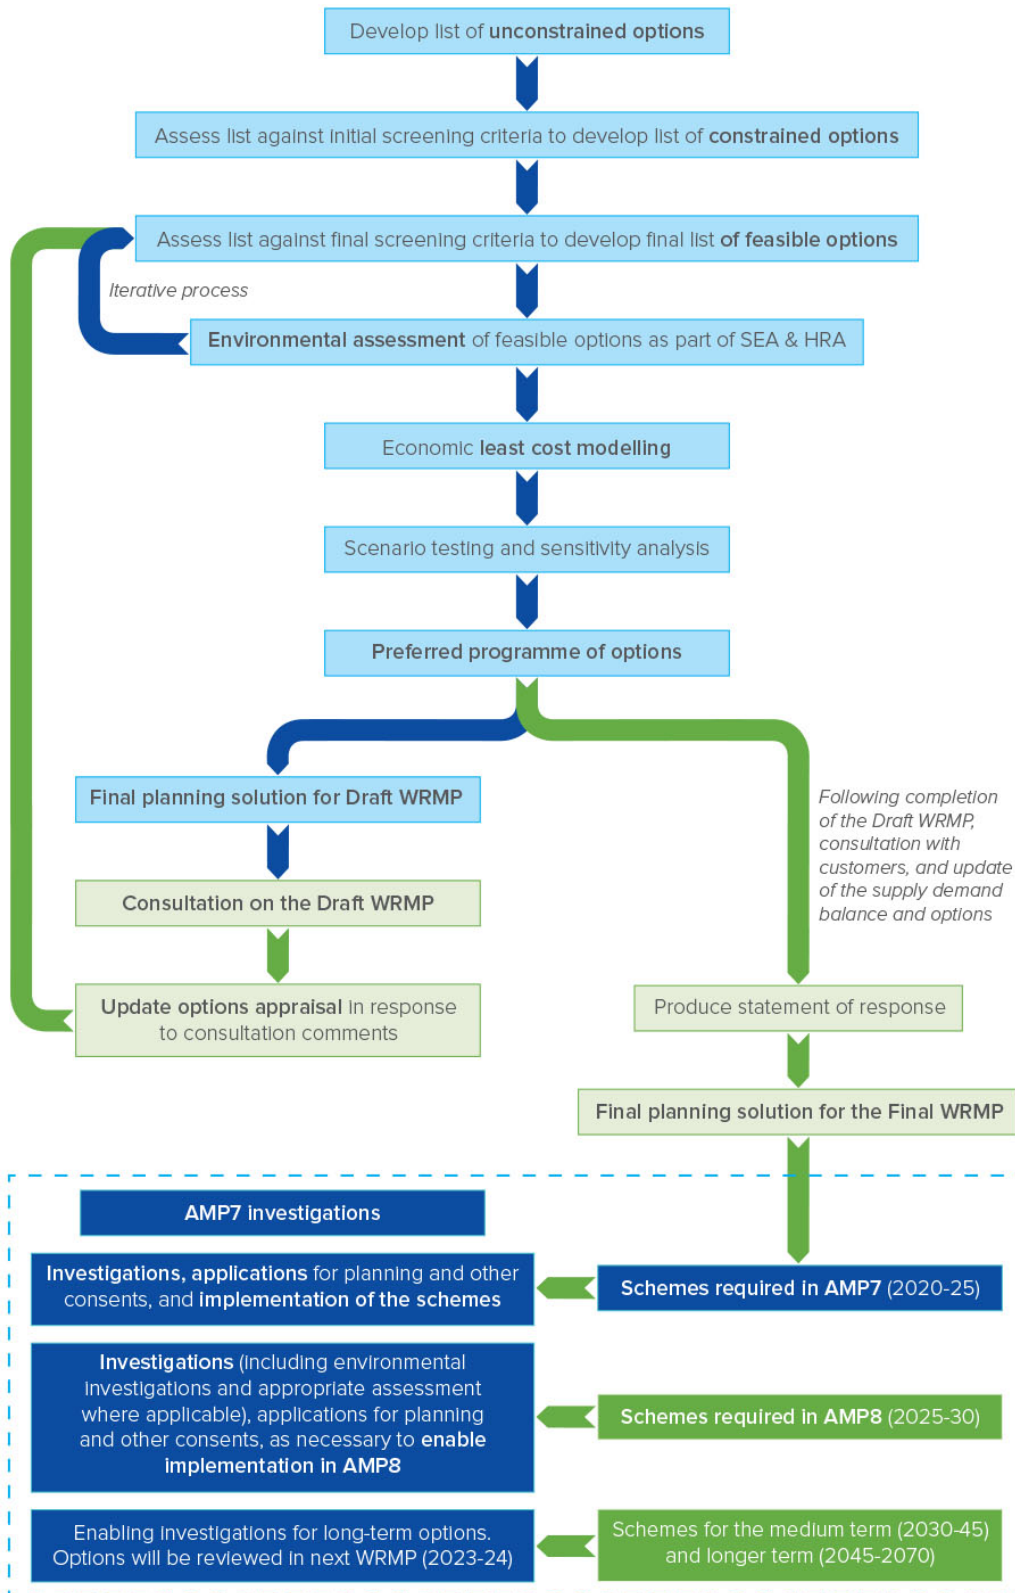 Develop list of unconstrained options
Assess list against initial screening criteria to develop list of constrained options
Assess list against final screening criteria to develop final list of feasible options
Iterative process
Environmental assessment of feasible options as part of SEA & HRA
Economic least cost modelling
Scenario testing and sensitivity analysis
Preferred programme of options
Final planning solution for Draft WRMP
Consultation on the Draft WRMP
Update options appraisal in response
to consultation comments
Following completion
of the Draft WRMP,
consultation with
customers, and update
of the supply demand
balance and options
Produce statement of response
Final planning solution for the Final WRMP
AMP7 investigations
Investigations, applications for planning and other
consents, and implementation of the schemes
Schemes required in AMP7 (2020-25)
Investigations (including environmental
investigations and appropriate assessment
where applicable), applications for planning
and other consents, as necessary to enable
implementation in AMP8
Schemes required in AMP8 (2025-30)
Enabling investigations for long-term options.
Options will be reviewed in next WRMP (2023-24)
Schemes for the medium term (2030-45)
and longer term (2045-2070)